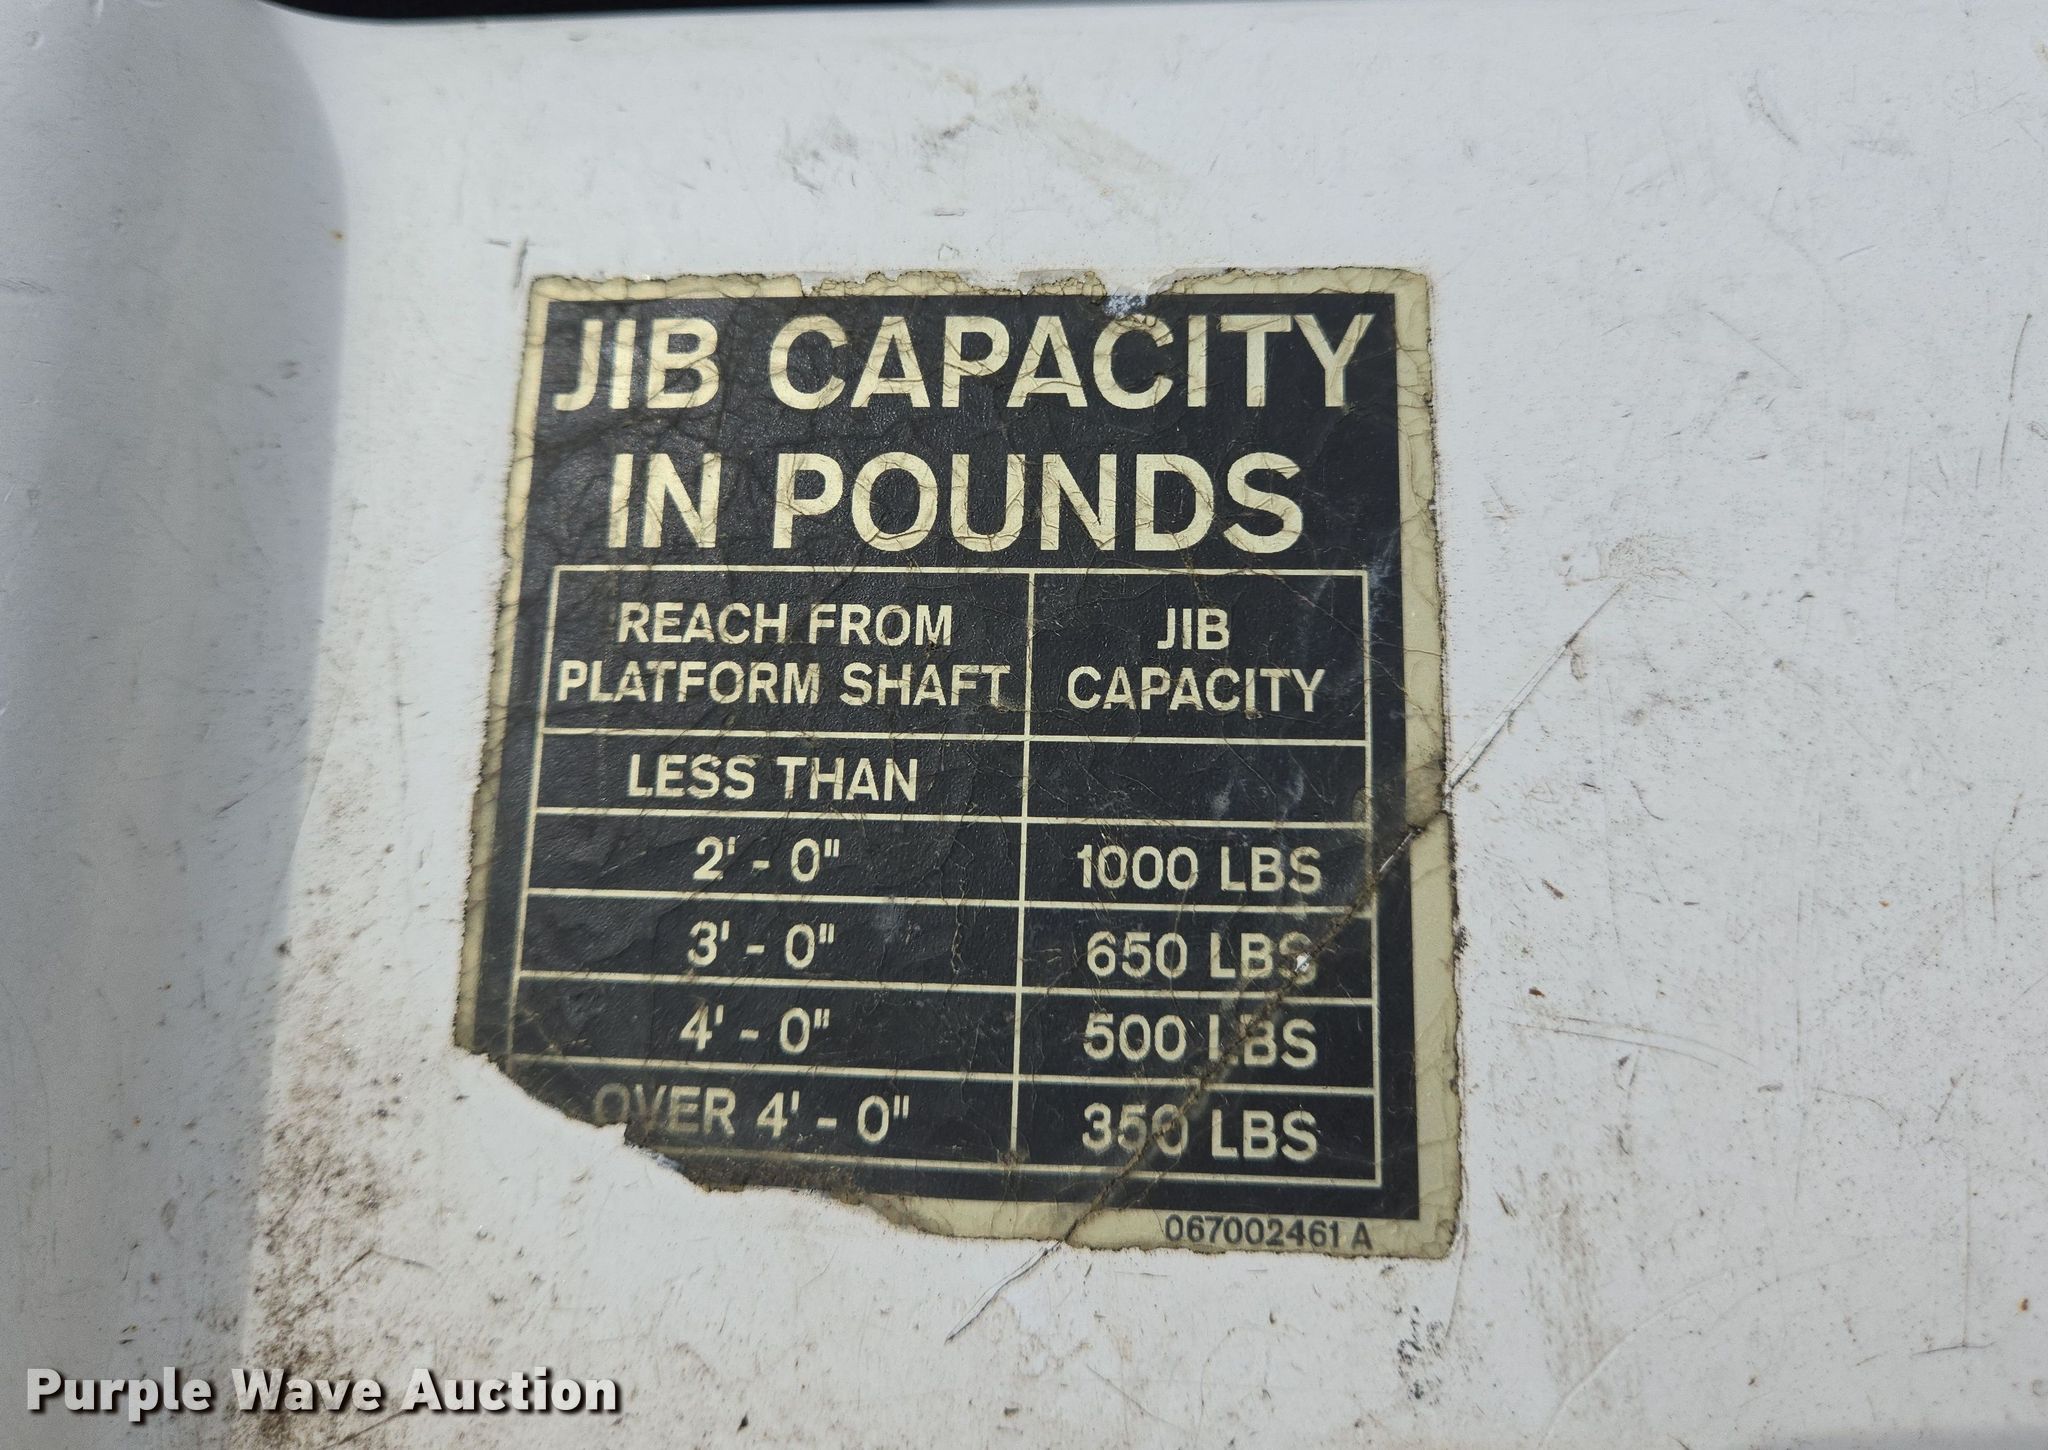 JIB CAPACITY
IN POUNDS
REACH FROM
PLATFORM SHAFT
JIB
CAPACITY
LESS THAN
2' - 0" 1000 LBS
3' - 0" 650 LBS
4' - 0" 500 LBS
OVER 4' - 0" 350 LBS
067002461 A
Purple Wave Auction